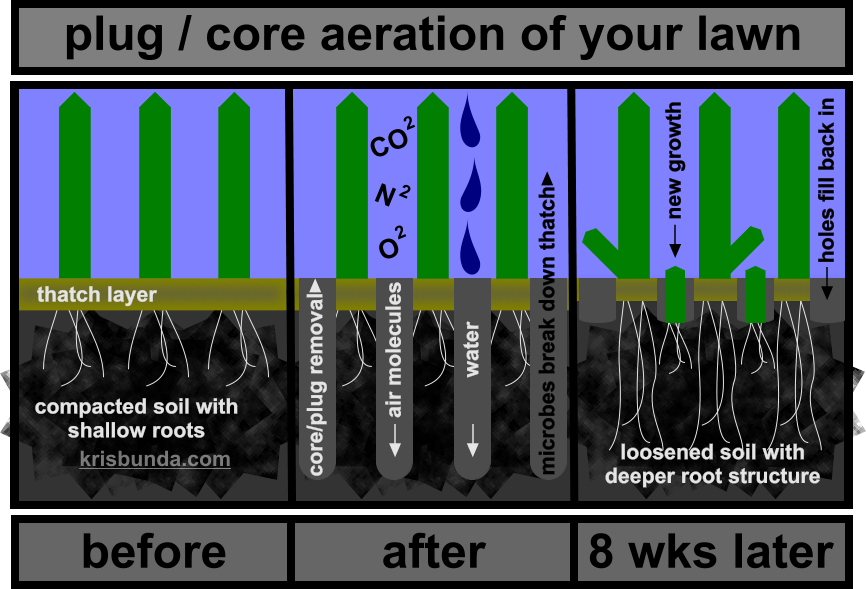 plug / core aeration of your lawn
thatch layer
compacted soil with
shallow roots
krisbunda.com
CO²
N²
O²
core/plug removal
air molecules
water
microbes break down thatch
new growth
holes fill back in
loosened soil with
deeper root structure
before
after
8 wks later